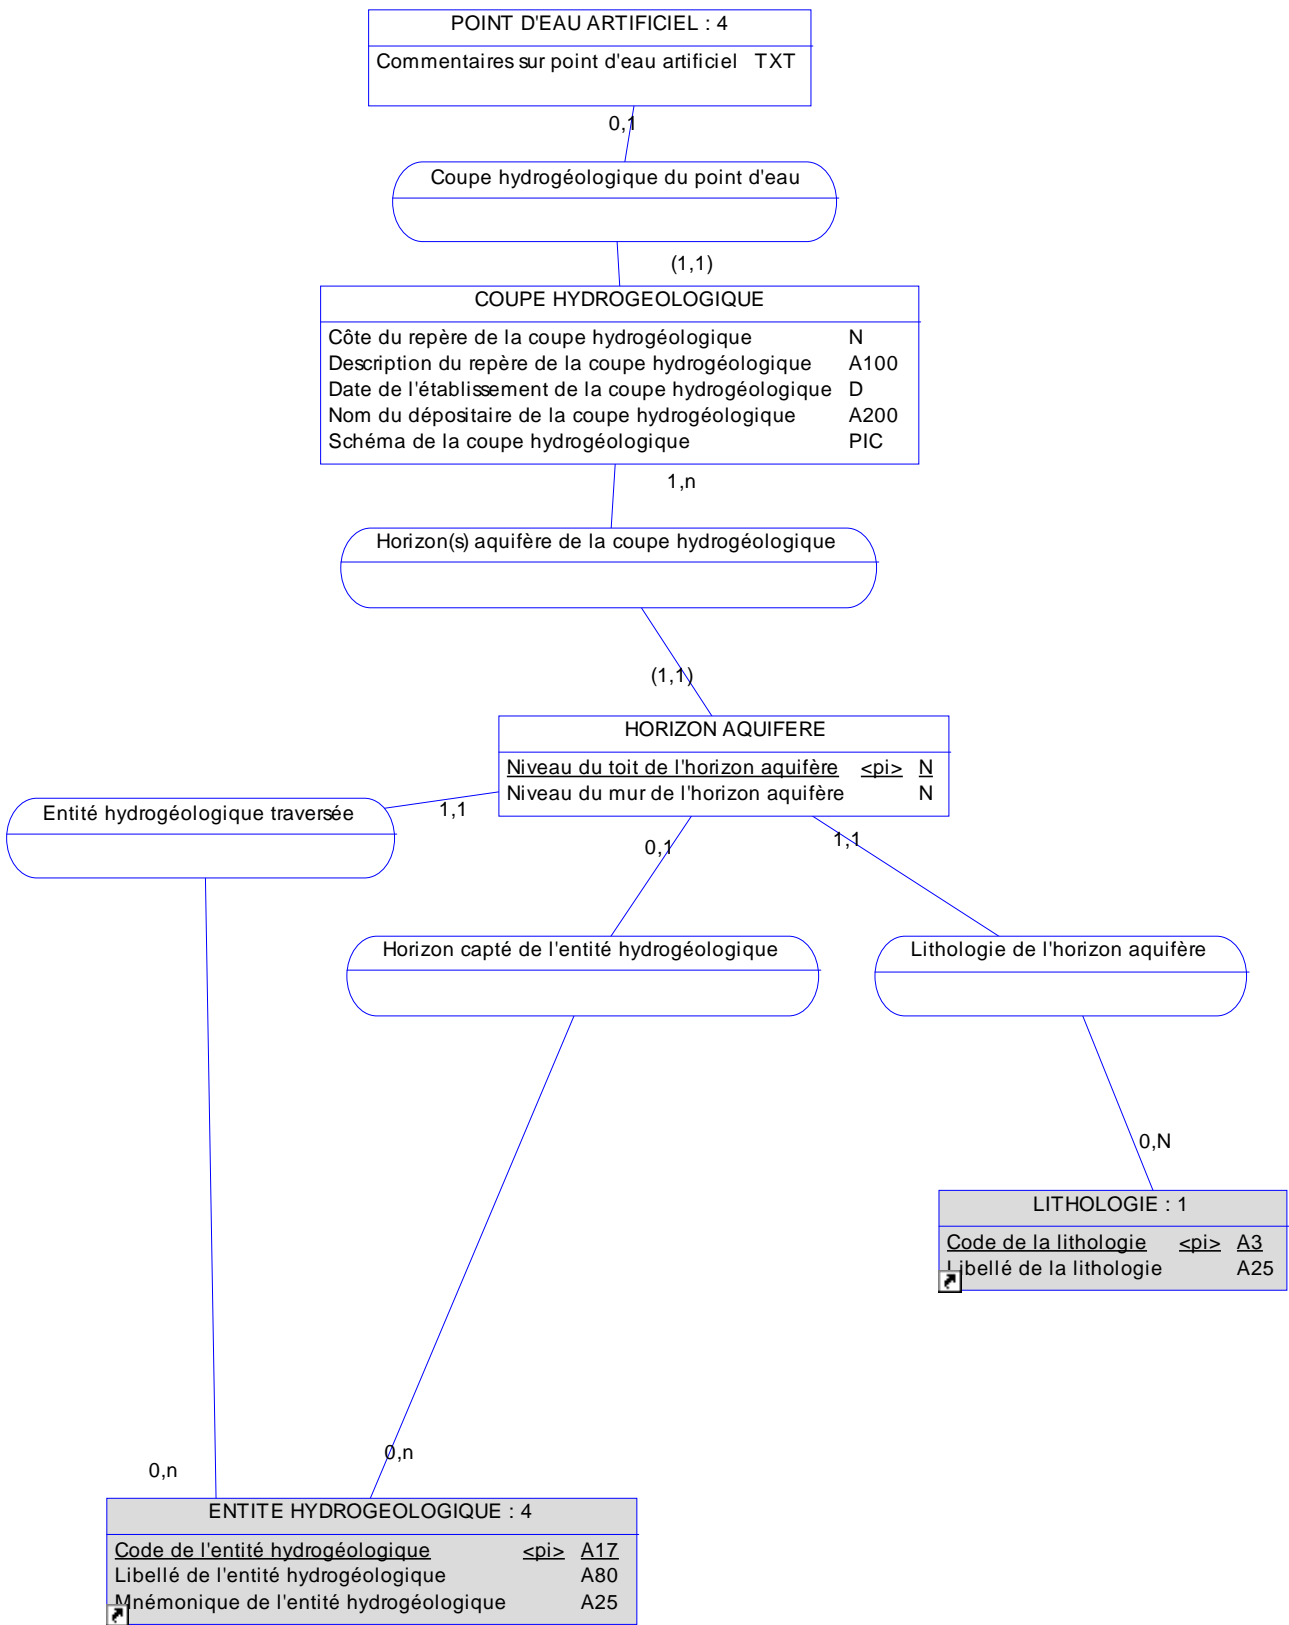 POINT D'EAU ARTIFICIEL : 4
Commentaires sur point d'eau artificiel TXT
0,1
Coupe hydrogéologique du point d'eau
(1,1)
COUPE HYDROGEOLOGIQUE
Côte du repère de la coupe hydrogéologique N
Description du repère de la coupe hydrogéologique A100
Date de l'établissement de la coupe hydrogéologique D
Nom du dépositaire de la coupe hydrogéologique A200
Schéma de la coupe hydrogéologique PIC
1,n
Horizon(s) aquifère de la coupe hydrogéologique
(1,1)
HORIZON AQUIFERE
Niveau du toit de l'horizon aquifère <pi> N
Niveau du mur de l'horizon aquifère N
1,1
0,1
1,1
Entité hydrogéologique traversée
Horizon capté de l'entité hydrogéologique
Lithologie de l'horizon aquifère
0,N
LITHOLOGIE : 1
Code de la lithologie <pi> A3
Libellé de la lithologie A25
0,n
0,n
ENTITE HYDROGEOLOGIQUE : 4
Code de l'entité hydrogéologique <pi> A17
Libellé de l'entité hydrogéologique A80
Mnémonique de l'entité hydrogéologique A25